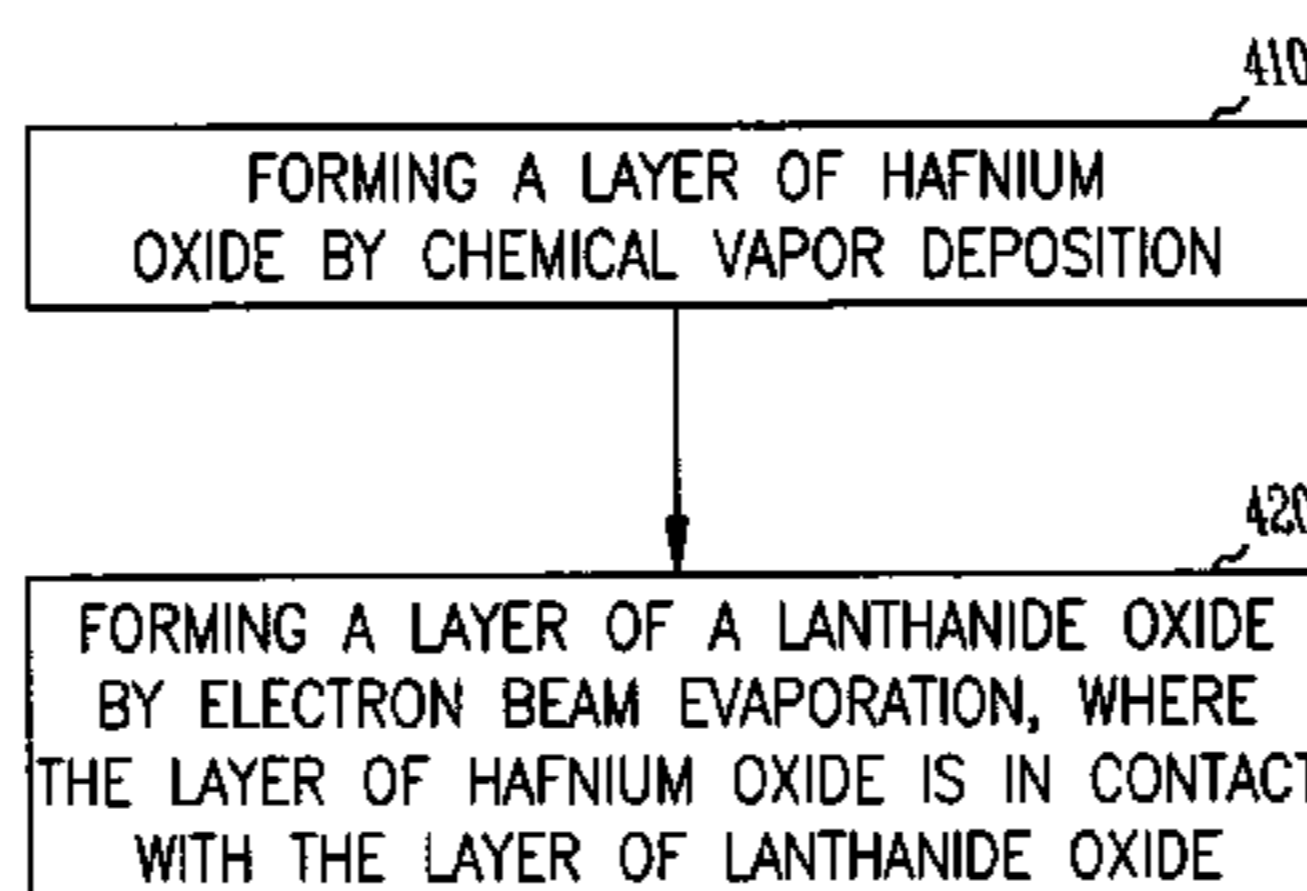 410
FORMING A LAYER OF HAFNIUM
OXIDE BY CHEMICAL VAPOR DEPOSITION
420
FORMING A LAYER OF A LANTHANIDE OXIDE
BY ELECTRON BEAM EVAPORATION, WHERE
THE LAYER OF HAFNIUM OXIDE IS IN CONTACT
WITH THE LAYER OF LANTHANIDE OXIDE